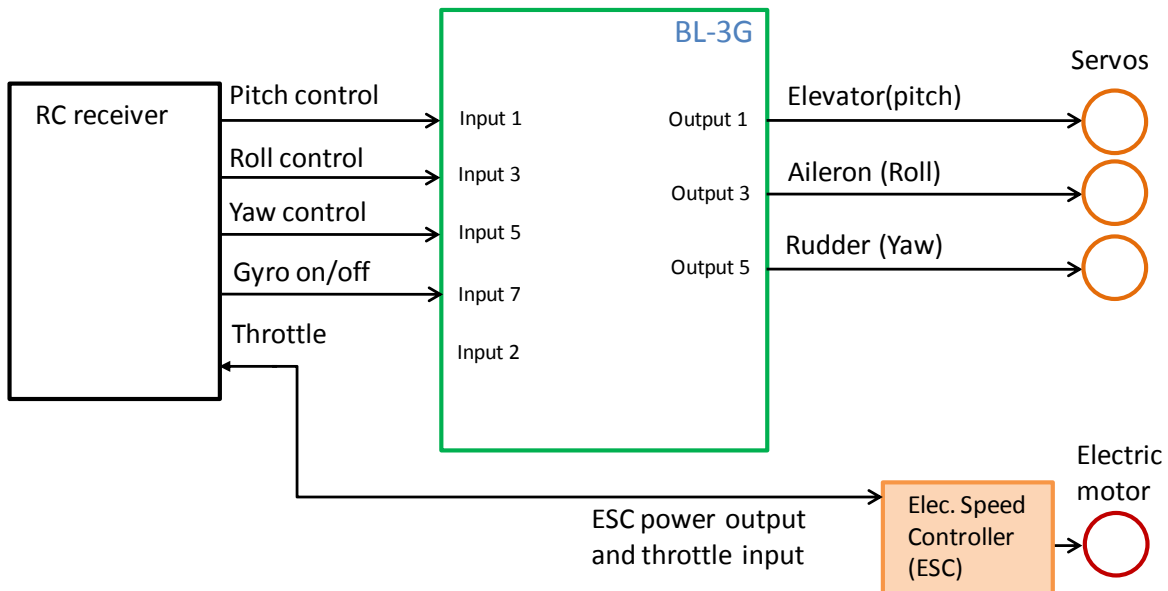 BL-3G
Servos
RC receiver
Pitch control
Input 1
Output 1
Elevator(pitch)
Roll control
Input 3
Output 3
Aileron (Roll)
Yaw control
Input 5
Output 5
Rudder (Yaw)
Gyro on/off
Input 7
Throttle
Input 2
Electric
motor
ESC power output
and throttle input
Elec. Speed
Controller
(ESC)